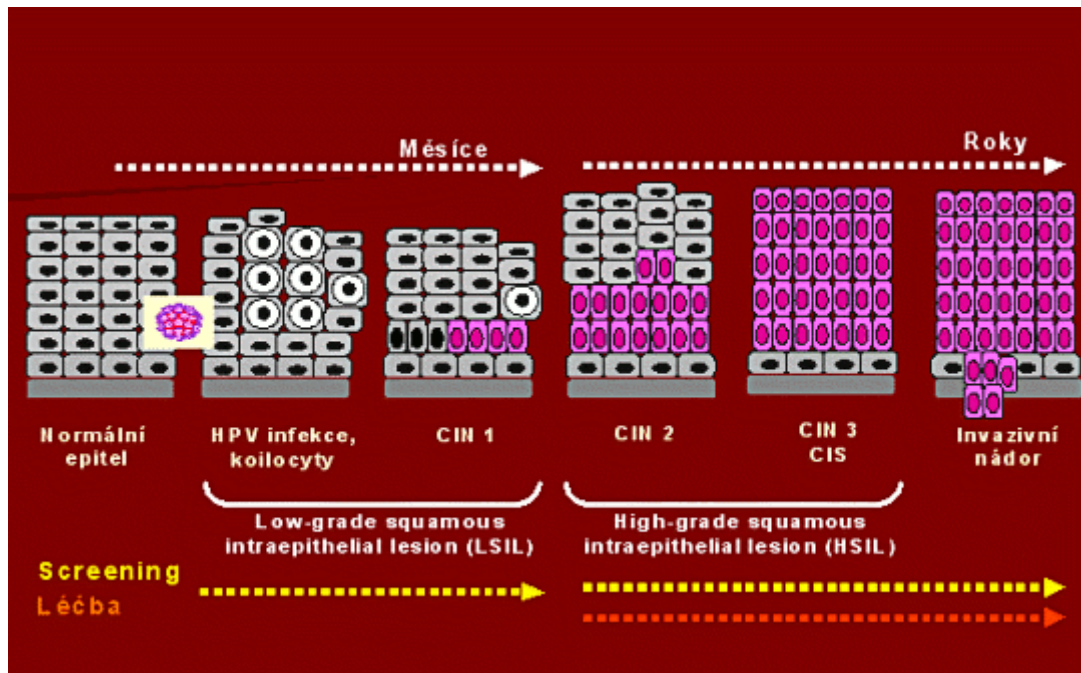 Měsíce
Roky
Normální
epitel
HPV infekce,
koilocyty
CIN 1
CIN 2
CIN 3
CIS
Invazivní
nádor
Low-grade squamous
intraepithelial lesion (LSIL)
High-grade squamous
intraepithelial lesion (HSIL)
Screening
Léčba